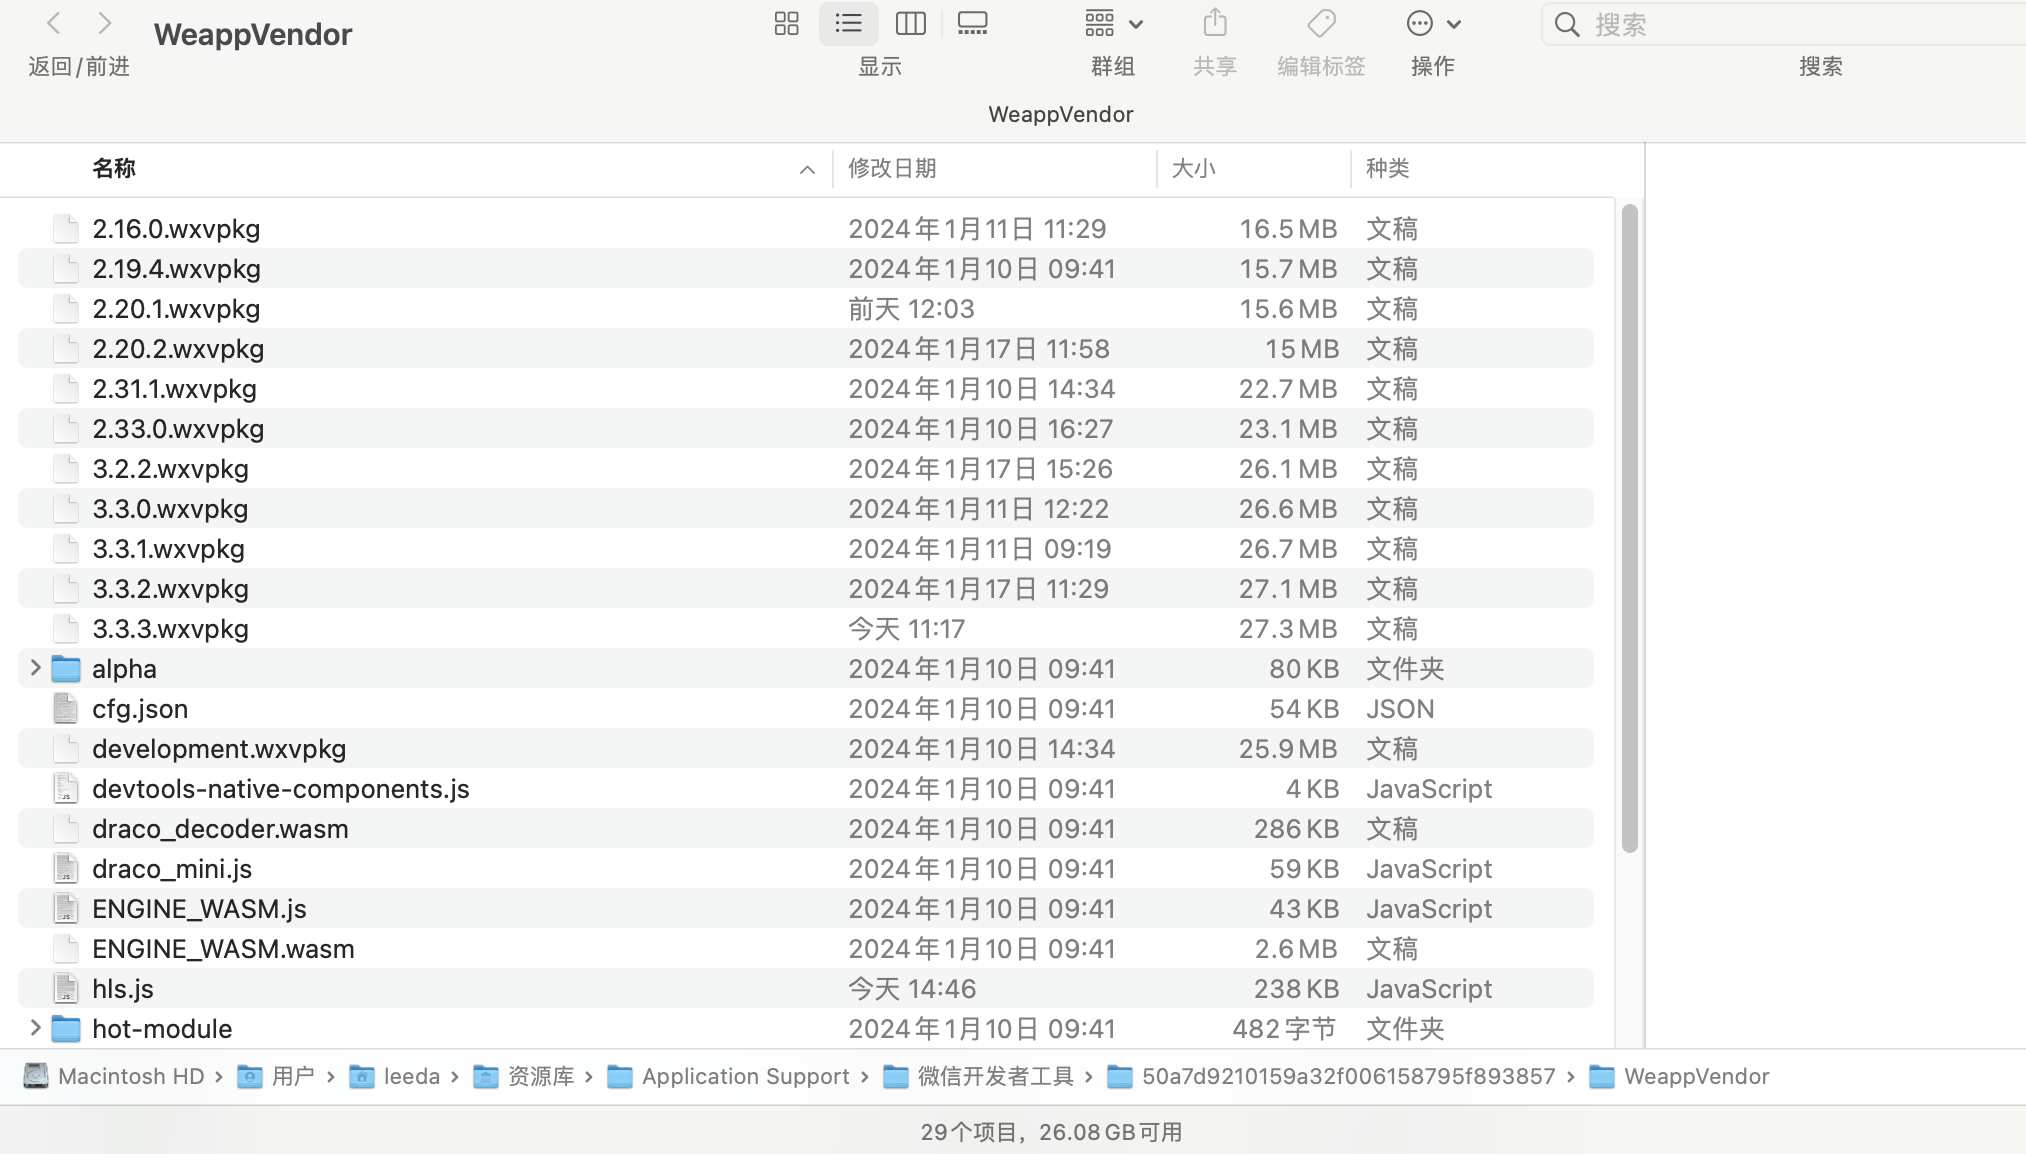 WeappVendor
返回/前进
显示
群组
共享
编辑标签
操作
搜索
搜索
WeappVendor
名称 修改日期 大小 种类
2.16.0.wxvpkg 2024年1月11日 11:29 16.5 MB 文稿
2.19.4.wxvpkg 2024年1月10日 09:41 15.7 MB 文稿
2.20.1.wxvpkg 前天 12:03 15.6 MB 文稿
2.20.2.wxvpkg 2024年1月17日 11:58 15 MB 文稿
2.31.1.wxvpkg 2024年1月10日 14:34 22.7 MB 文稿
2.33.0.wxvpkg 2024年1月10日 16:27 23.1 MB 文稿
3.2.2.wxvpkg 2024年1月17日 15:26 26.1 MB 文稿
3.3.0.wxvpkg 2024年1月11日 12:22 26.6 MB 文稿
3.3.1.wxvpkg 2024年1月11日 09:19 26.7 MB 文稿
3.3.2.wxvpkg 2024年1月17日 11:29 27.1 MB 文稿
3.3.3.wxvpkg 今天 11:17 27.3 MB 文稿
alpha 2024年1月10日 09:41 80 KB 文件夹
cfg.json 2024年1月10日 09:41 54 KB JSON
development.wxvpkg 2024年1月10日 14:34 25.9 MB 文稿
devtools-native-components.js 2024年1月10日 09:41 4 KB JavaScript
draco_decoder.wasm 2024年1月10日 09:41 286 KB 文稿
draco_mini.js 2024年1月10日 09:41 59 KB JavaScript
ENGINE_WASM.js 2024年1月10日 09:41 43 KB JavaScript
ENGINE_WASM.wasm 2024年1月10日 09:41 2.6 MB 文稿
hls.js 今天 14:46 238 KB JavaScript
hot-module 2024年1月10日 09:41 482 字节 文件夹
Macintosh HD › 用户 › leeda › 资源库 › Application Support › 微信开发者工具 › 50a7d9210159a32f006158795f893857 › WeappVendor
29个项目，26.08 GB可用